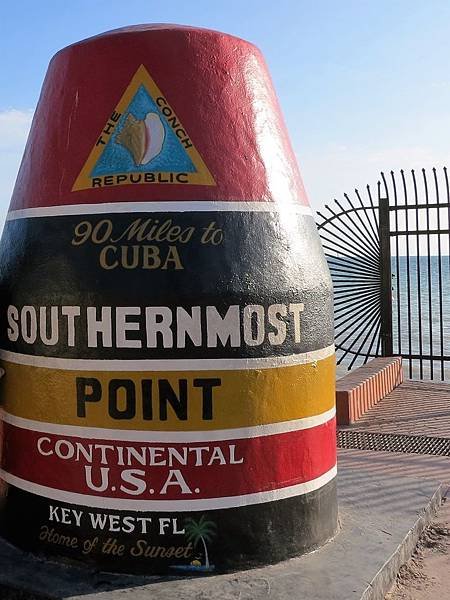 THE CONCH
REPUBLIC
90 Miles to
CUBA
SOUTHERNMOST
POINT
CONTINENTAL
U.S.A.
KEY WEST FL
Home of the Sunset